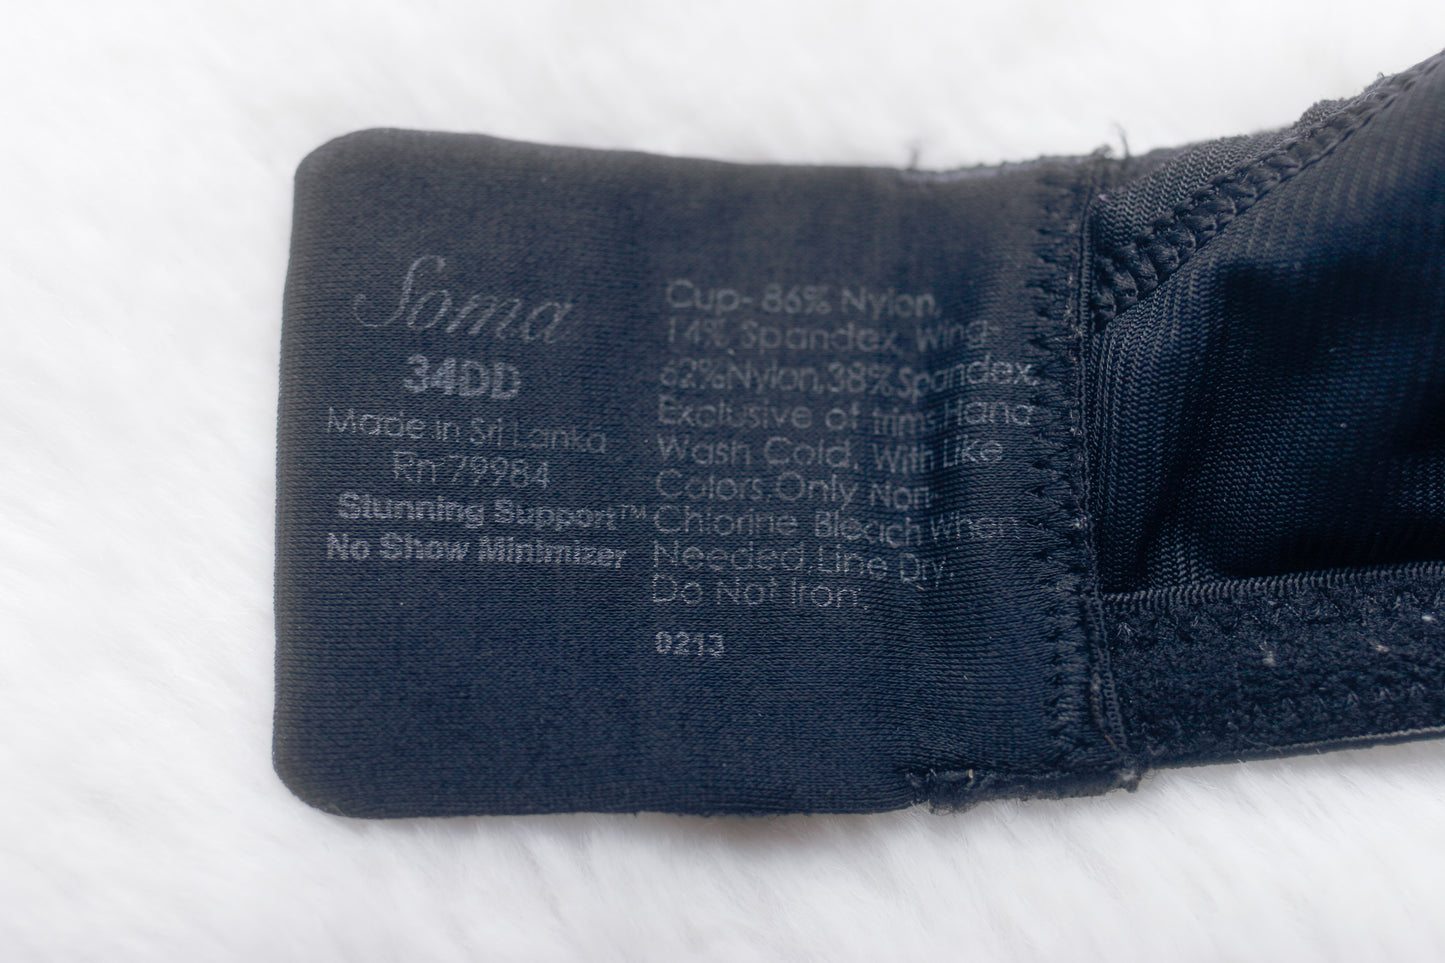 Soma
34DD
Made in Sri Lanka
Rn 79984
Stunning Support™
No Show Minimizer
Cup- 86% Nylon,
14% Spandex, Wing-
62%Nylon,38%Spandex,
Exclusive of trims Hand
Wash Cold, With Like
Colors.Only Non-
Chlorine Bleach When
Needed.Line Dry,
Do Not Iron.
0213